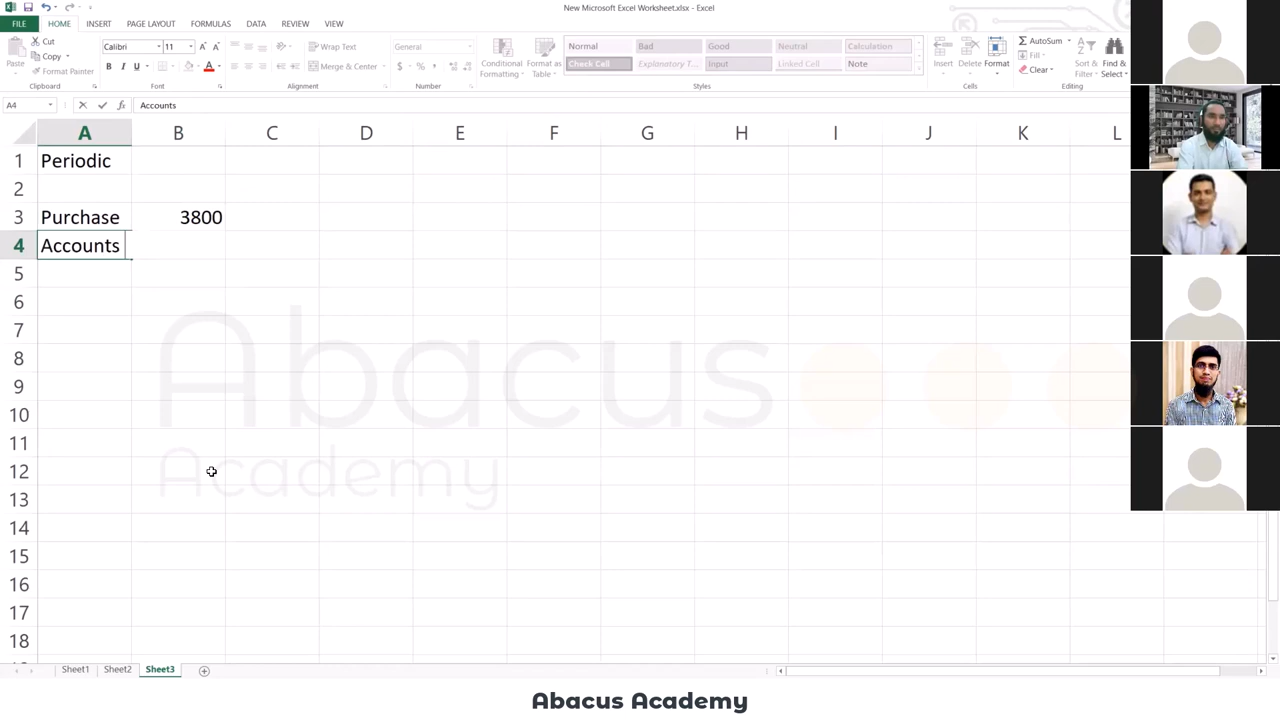 New Microsoft Excel Worksheet.xlsx - Excel
FILE HOME INSERT PAGE LAYOUT FORMULAS DATA REVIEW VIEW
Paste Cut Copy Format Painter
Calibri 11 B I U A
Wrap Text Merge & Center
General $ %
Conditional Formatting Format as Table
Normal Bad Good Neutral Calculation
Check Cell Explanatory T... Input Linked Cell Note
Insert Delete Format
AutoSum Fill Clear Sort & Filter Find & Select
Clipboard Font Alignment Number Styles Cells Editing
A4 fx Accounts
A B C D E F G H I J K L
1 Periodic
2
3 Purchase 3800
4 Accounts
5
6
7
8
9
10
11
12
13
14
15
16
17
18
Abacus
Academy
Sheet1 Sheet2 Sheet3
Abacus Academy